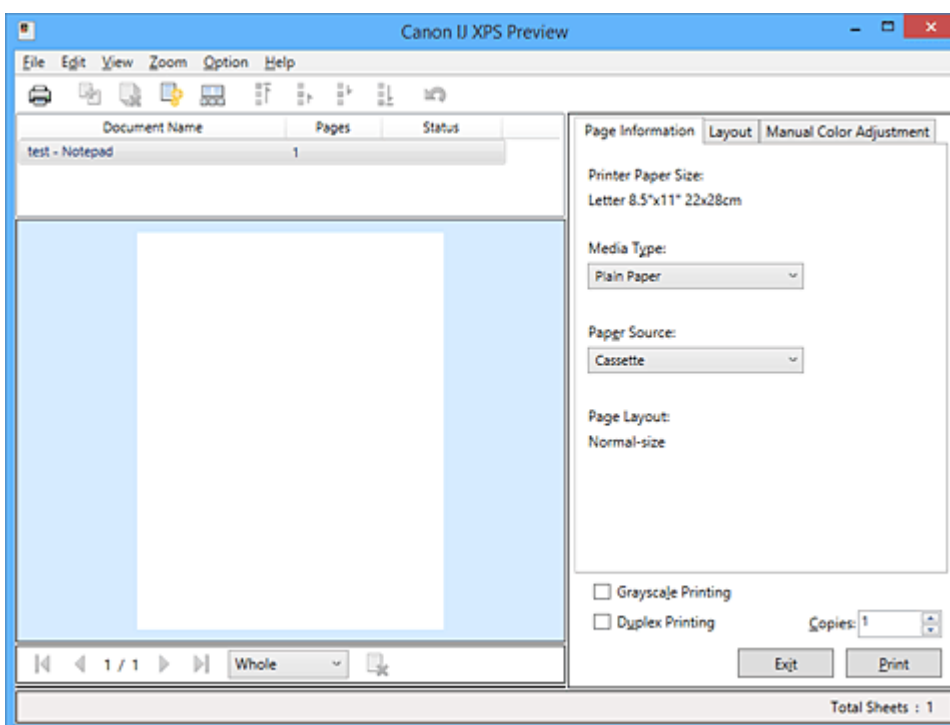 Canon IJ XPS Preview
File Edit View Zoom Option Help
Document Name Pages Status
test - Notepad 1
Page Information Layout Manual Color Adjustment
Printer Paper Size:
Letter 8.5"x11" 22x28cm
Media Type:
Plain Paper
Paper Source:
Cassette
Page Layout:
Normal-size
Grayscale Printing
Duplex Printing Copies: 1
1 / 1 Whole Exit Print
Total Sheets : 1